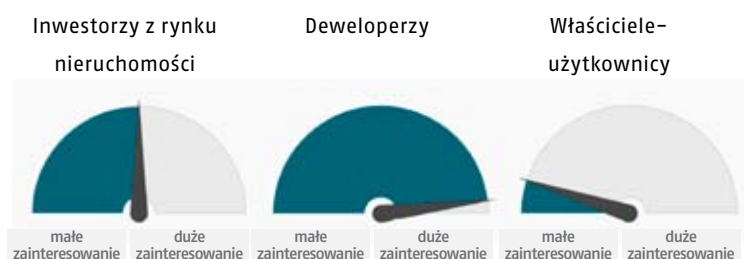 Inwestorzy z rynku
nieruchomości
Deweloperzy
Właściciele-
użytkownicy
małe
zainteresowanie
duże
zainteresowanie
małe
zainteresowanie
duże
zainteresowanie
małe
zainteresowanie
duże
zainteresowanie